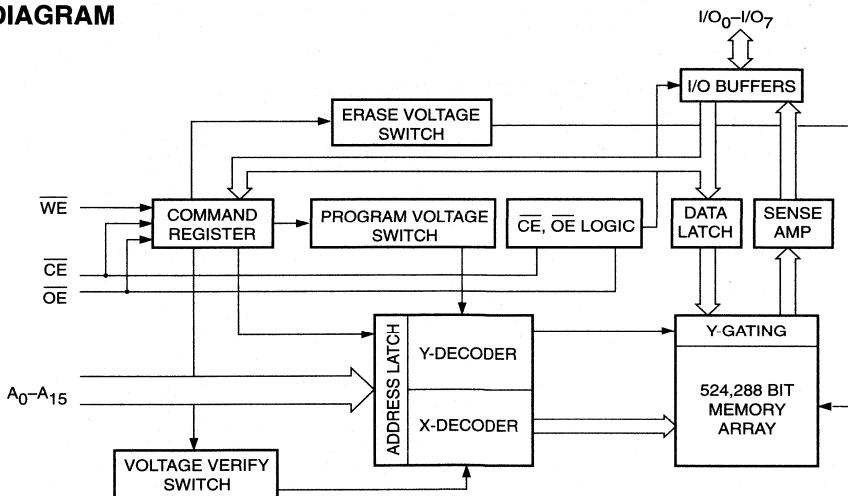 DIAGRAM
I/O0–I/O7
I/O BUFFERS
ERASE VOLTAGE
SWITCH
WE
COMMAND
REGISTER
PROGRAM VOLTAGE
SWITCH
CE, OE LOGIC
DATA
LATCH
SENSE
AMP
CE
OE
ADDRESS LATCH
Y-DECODER
X-DECODER
Y-GATING
524,288 BIT
MEMORY
ARRAY
A0–A15
VOLTAGE VERIFY
SWITCH